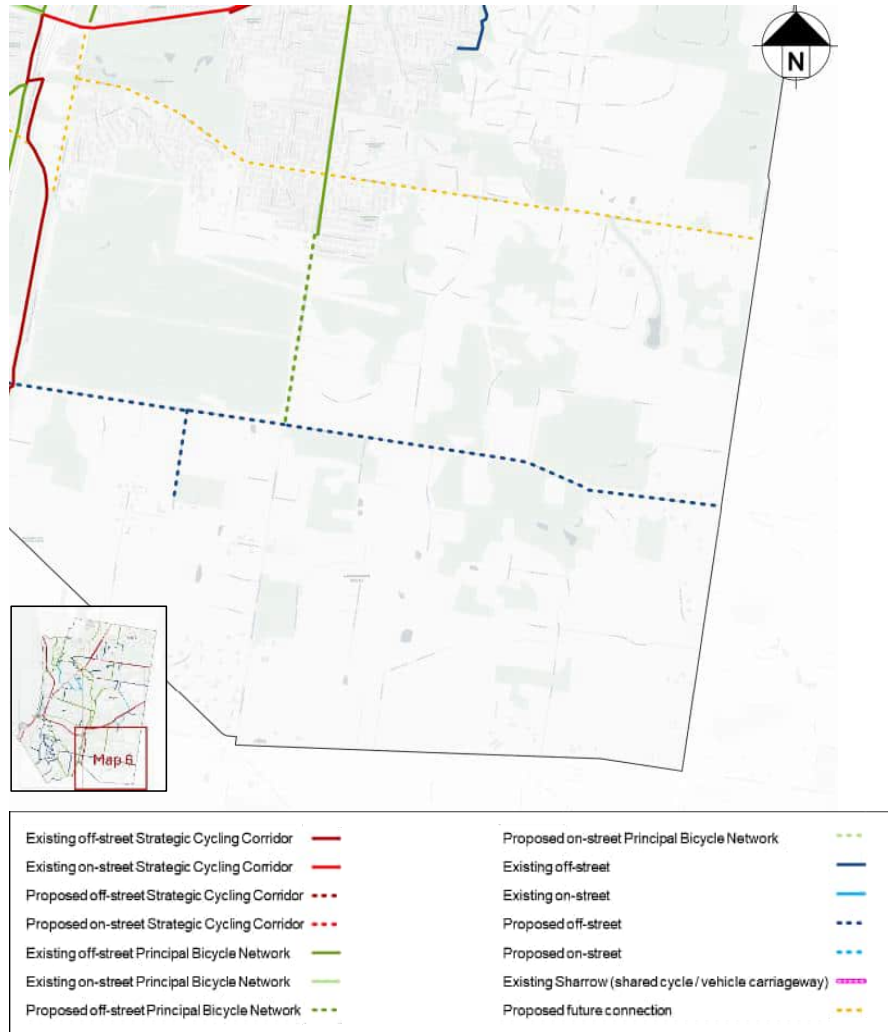 N
Map 6
Existing off-street Strategic Cycling Corridor
Existing on-street Strategic Cycling Corridor
Proposed off-street Strategic Cycling Corridor
Proposed on-street Strategic Cycling Corridor
Existing off-street Principal Bicycle Network
Existing on-street Principal Bicycle Network
Proposed off-street Principal Bicycle Network
Proposed on-street Principal Bicycle Network
Existing off-street
Existing on-street
Proposed off-street
Proposed on-street
Existing Sharrow (shared cycle / vehicle carriageway)
Proposed future connection